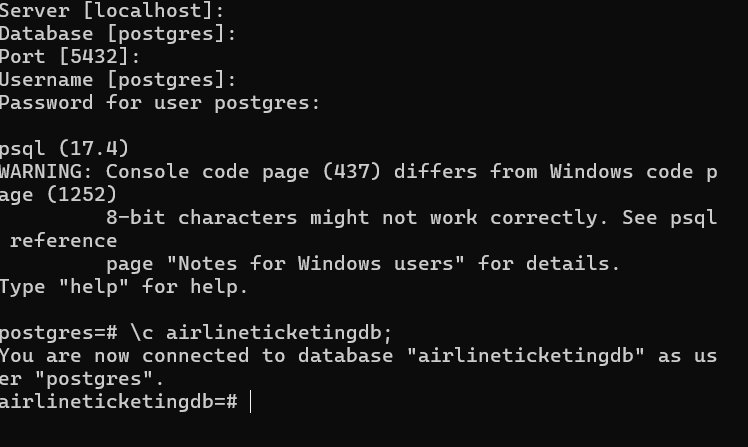 Server [localhost]:
Database [postgres]:
Port [5432]:
Username [postgres]:
Password for user postgres:

psql (17.4)
WARNING: Console code page (437) differs from Windows code p
age (1252)
         8-bit characters might not work correctly. See psql
 reference
         page "Notes for Windows users" for details.
Type "help" for help.

postgres=# \c airlineticketingdb;
You are now connected to database "airlineticketingdb" as us
er "postgres".
airlineticketingdb=#